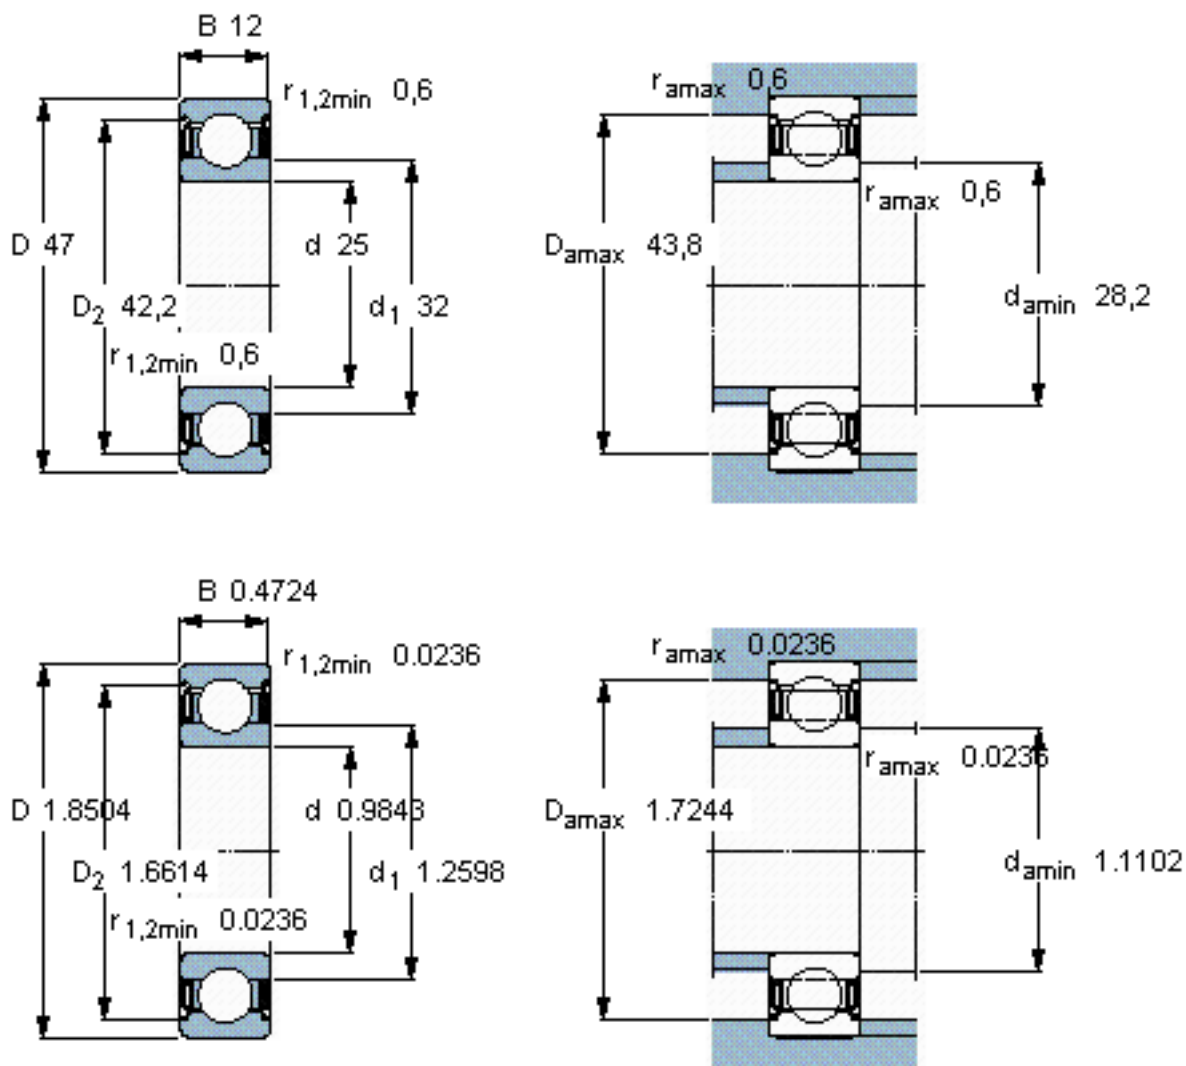 B 12
r1,2min 0,6
ramax 0,6
ramax 0,6
D 47
d 25
Damax 43,8
D2 42,2
d1 32
damin 28,2
r1,2min 0,6
B 0.4724
r1,2min 0.0236
ramax 0.0236
ramax 0.0236
D 1.8504
d 0.9843
Damax 1.7244
D2 1.6614
d1 1.2598
damin 1.1102
r1,2min 0.0236